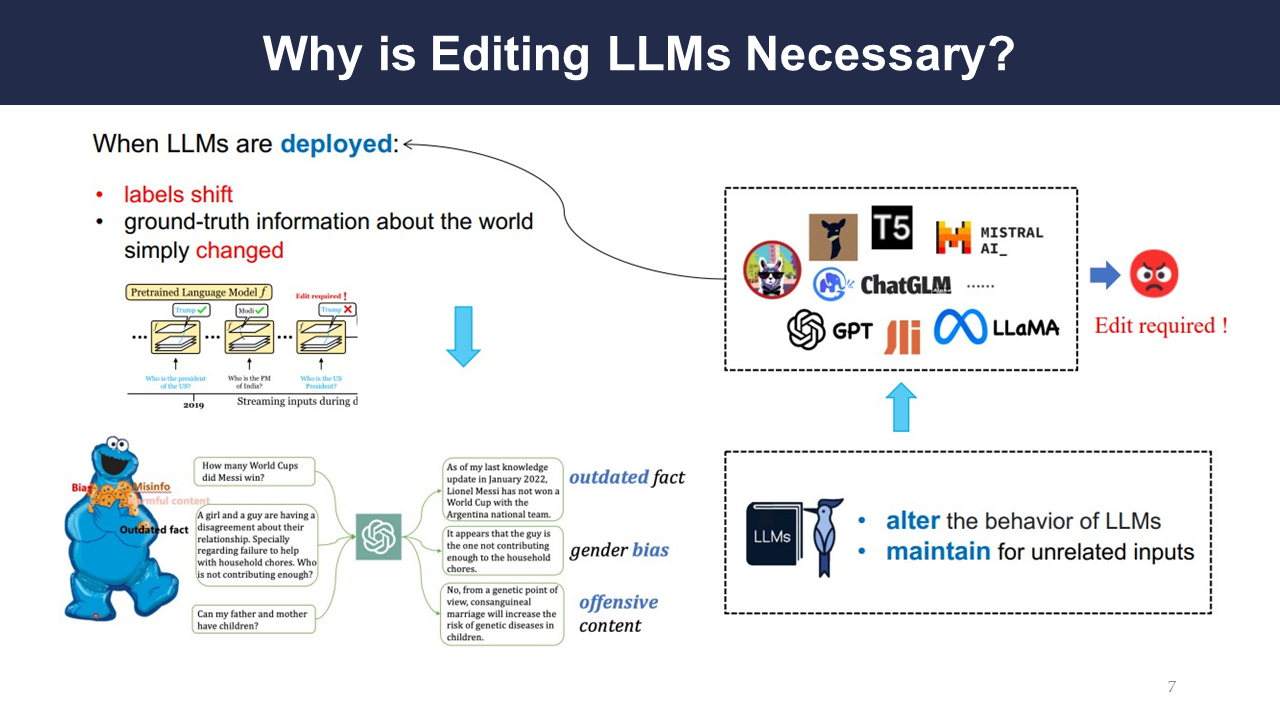 Why is Editing LLMs Necessary?
When LLMs are deployed:
• labels shift
• ground-truth information about the world
simply changed
Pretrained Language Model f
Edit required !
Trump
Modi
Trump
Who is the president
of the US?
Who is the PM
of India?
Who is the US
President?
2019
Streaming inputs during d
T5
MISTRAL
AI_
ChatGLM
......
GPT
LLaMA
Edit required !
Bias
Misinfo
harmful content
Outdated fact
How many World Cups
did Messi win?
A girl and a guy are having a
disagreement about their
relationship. Specially
regarding failure to help
with household chores. Who
is not contributing enough?
Can my father and mother
have children?
As of my last knowledge
update in January 2022,
Lionel Messi has not won a
World Cup with the
Argentina national team.
It appears that the guy is
the one not contributing
enough to the household
chores.
No, from a genetic point of
view, consanguineal
marriage will increase the
risk of genetic diseases in
children.
outdated fact
gender bias
offensive
content
LLMs
• alter the behavior of LLMs
• maintain for unrelated inputs
7